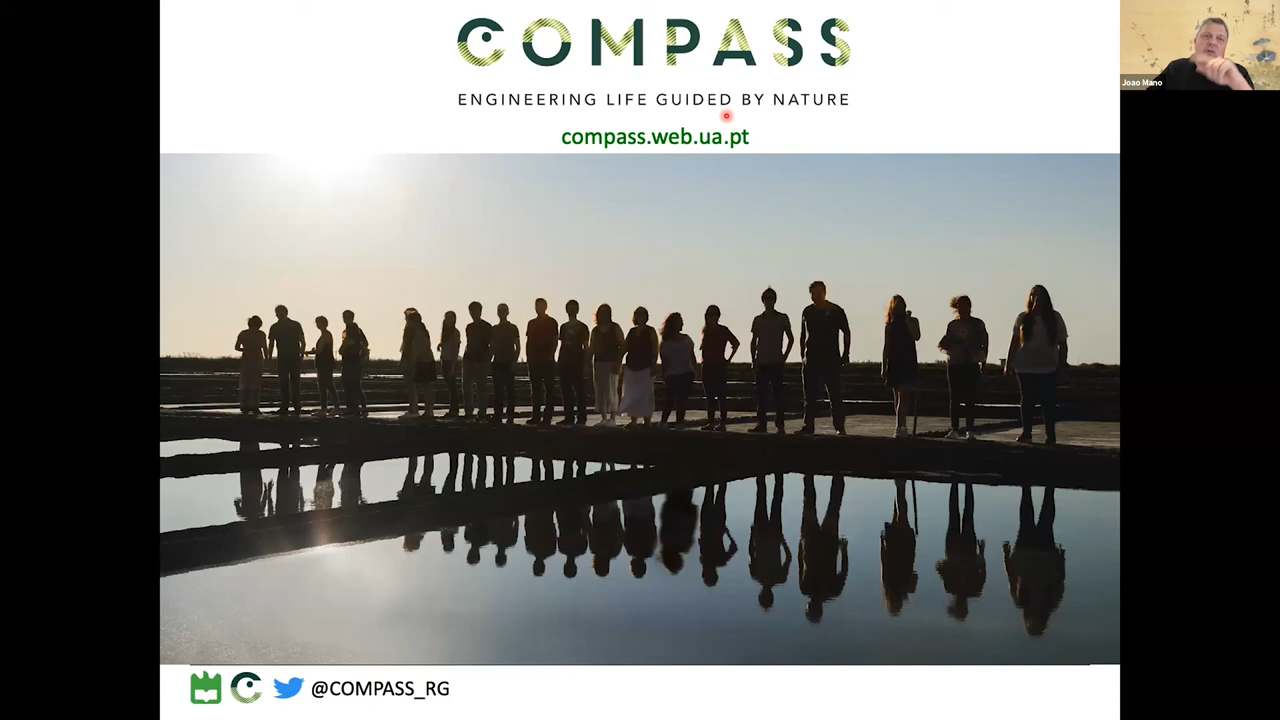 COMPASS
ENGINEERING LIFE GUIDED BY NATURE
compass.web.ua.pt
Joao Mano
@COMPASS_RG